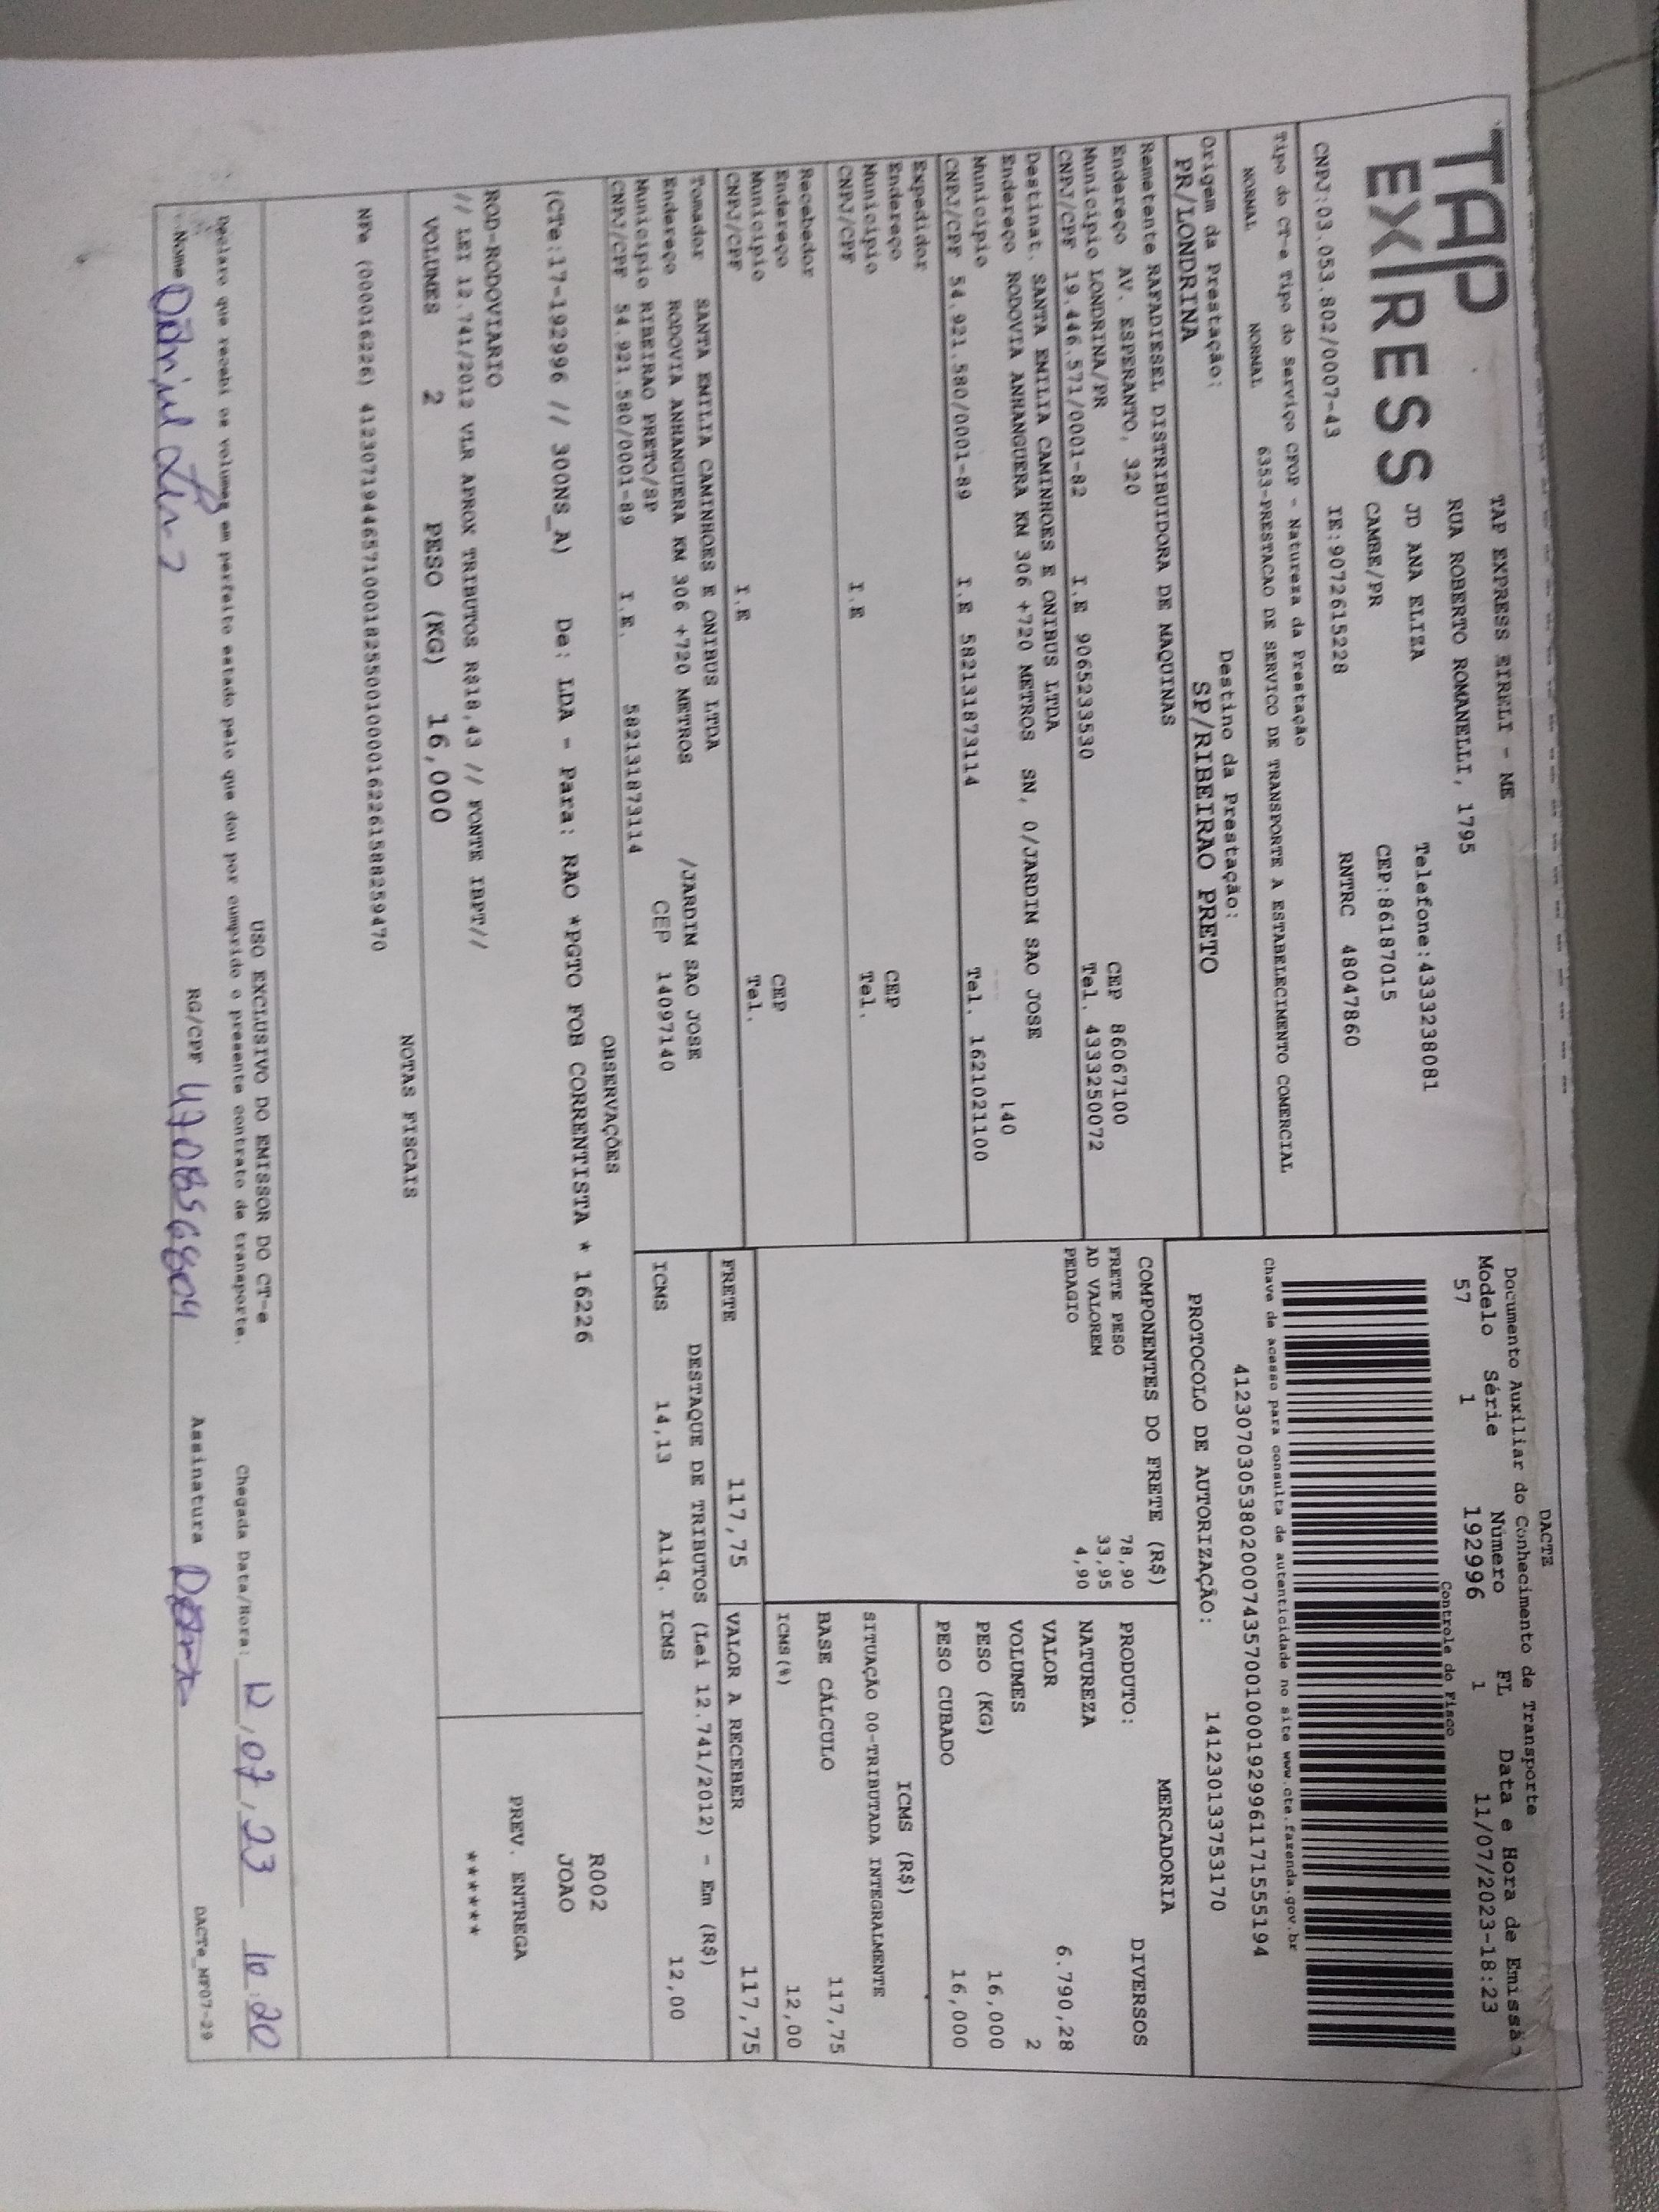 TAP
EXPRESS
TAP EXPRESS EIRELI - ME
RUA ROBERTO ROMANELLI, 1795
JD ANA ELIZA Telefone:4333238081
CAMBE/PR CEP:86187015
CNPJ:03.053.802/0007-43 IE:9072615228 RNTRC 48047860
Tipo do CT-e Tipo do Serviço CFOP - Natureza da Prestação
NORMAL NORMAL 6353-PRESTACAO DE SERVICO DE TRANSPORTE A ESTABELECIMENTO COMERCIAL
Origem da Prestação: Destino da Prestação:
PR/LONDRINA SP/RIBEIRAO PRETO
DACTE
Documento Auxiliar do Conhecimento de Transporte
Modelo Série Número FL Data e Hora de Emissão
57 1 192996 1 11/07/2023-18:23
Controle do Fisco
Chave de acesso para consulta de autenticidade no site www.cte.fazenda.gov.br
41230703053802000743570010001929961171555194
PROTOCOLO DE AUTORIZAÇÃO: 141230133753170
Remetente RAFADIESEL DISTRIBUIDORA DE MAQUINAS
Endereço AV. ESPERANTO, 320 CEP 86067100
Município LONDRINA/PR Tel. 4333250072
CNPJ/CPF 19.446.571/0001-82 I.E 9065233530
Destinat. SANTA EMILIA CAMINHOES E ONIBUS LTDA
Endereço RODOVIA ANHANGUERA KM 306 +720 METROS SN, 0/JARDIM SAO JOSE
Município 140
CNPJ/CPF 54.921.580/0001-89 I.E 582131873114 Tel. 1621021100
Expedidor
Endereço CEP
Município Tel.
CNPJ/CPF I.E
Recebedor
Endereço CEP
Município Tel.
CNPJ/CPF I.E
Tomador SANTA EMILIA CAMINHOES E ONIBUS LTDA
Endereço RODOVIA ANHANGUERA KM 306 +720 METROS /JARDIM SAO JOSE
Município RIBEIRAO PRETO/SP CEP 14097140
CNPJ/CPF 54.921.580/0001-89 I.E. 582131873114
COMPONENTES DO FRETE (R$)
FRETE PESO 78,90
AD VALOREM 33,95
PEDAGIO 4,90
MERCADORIA
PRODUTO: DIVERSOS
NATUREZA
VALOR 6.790,28
VOLUMES 2
PESO (KG) 16,000
PESO CUBADO 16,000
ICMS (R$)
SITUAÇÃO 00-TRIBUTADA INTEGRALMENTE
BASE CÁLCULO 117,75
ICMS(%) 12,00
FRETE 117,75 VALOR A RECEBER 117,75
DESTAQUE DE TRIBUTOS (Lei 12.741/2012) - Em (R$)
ICMS 14,13 Aliq. ICMS 12,00
OBSERVAÇÕES
(CTe:17-192996 // 300NS_A) De: LDA - Para: RAO *PGTO FOB CORRENTISTA * 16226
ROD-RODOVIARIO
// LEI 12.741/2012 VLR APROX TRIBUTOS R$18,43 // FONTE IBPT//
VOLUMES 2 PESO (KG) 16,000
R002
JOAO
PREV. ENTREGA
******
NOTAS FISCAIS
NFe (000016226) 41230719446571000182550010000162261588259470
USO EXCLUSIVO DO EMISSOR DO CT-e
Declaro que recebi os volumes em perfeito estado pelo que dou por cumprido o presente contrato de transporte. Chegada Data/Hora: 12/07/23 10:20
Nome RG/CPF Assinatura
DACTe_MF07-29